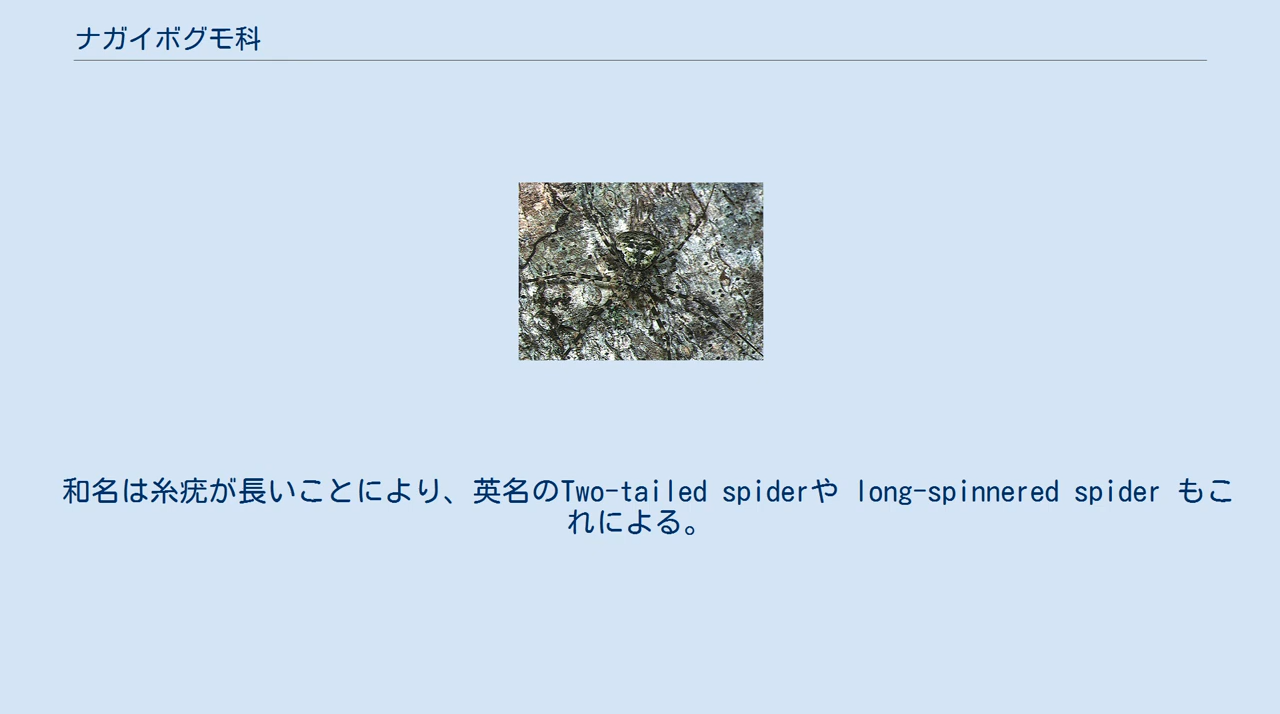 ナガイボグモ科
和名は糸疣が長いことにより、英名のTwo-tailed spiderや long-spinnered spider もこ
れによる。